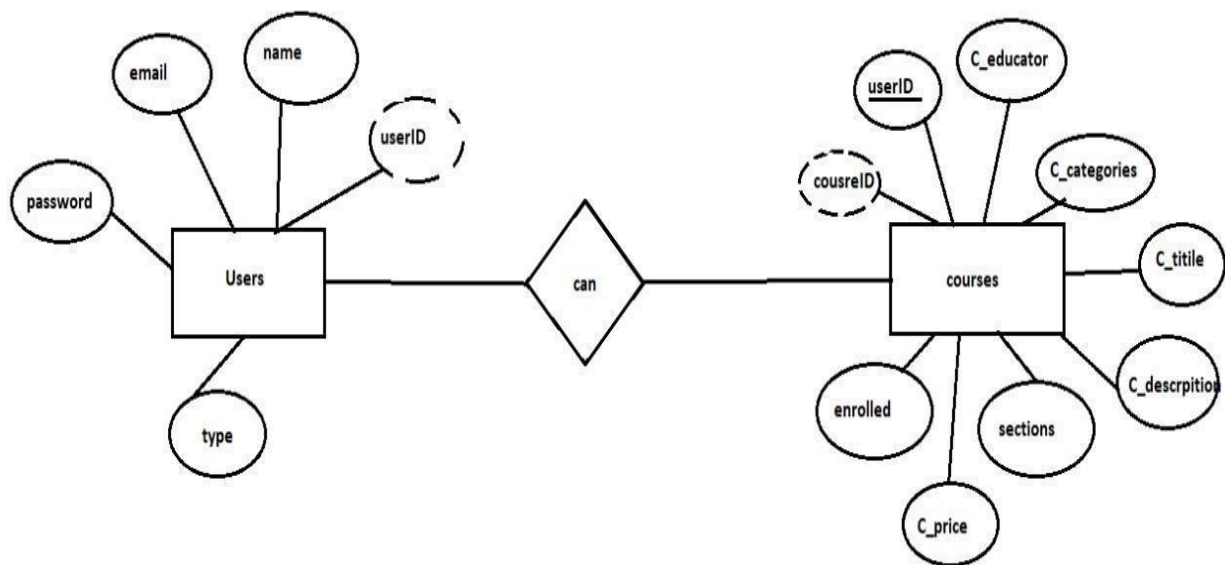 name
email
userID
password
Users
type
can
C_educator
userID
cousreID
C_categories
C_titile
courses
C_descrpition
enrolled
sections
C_price